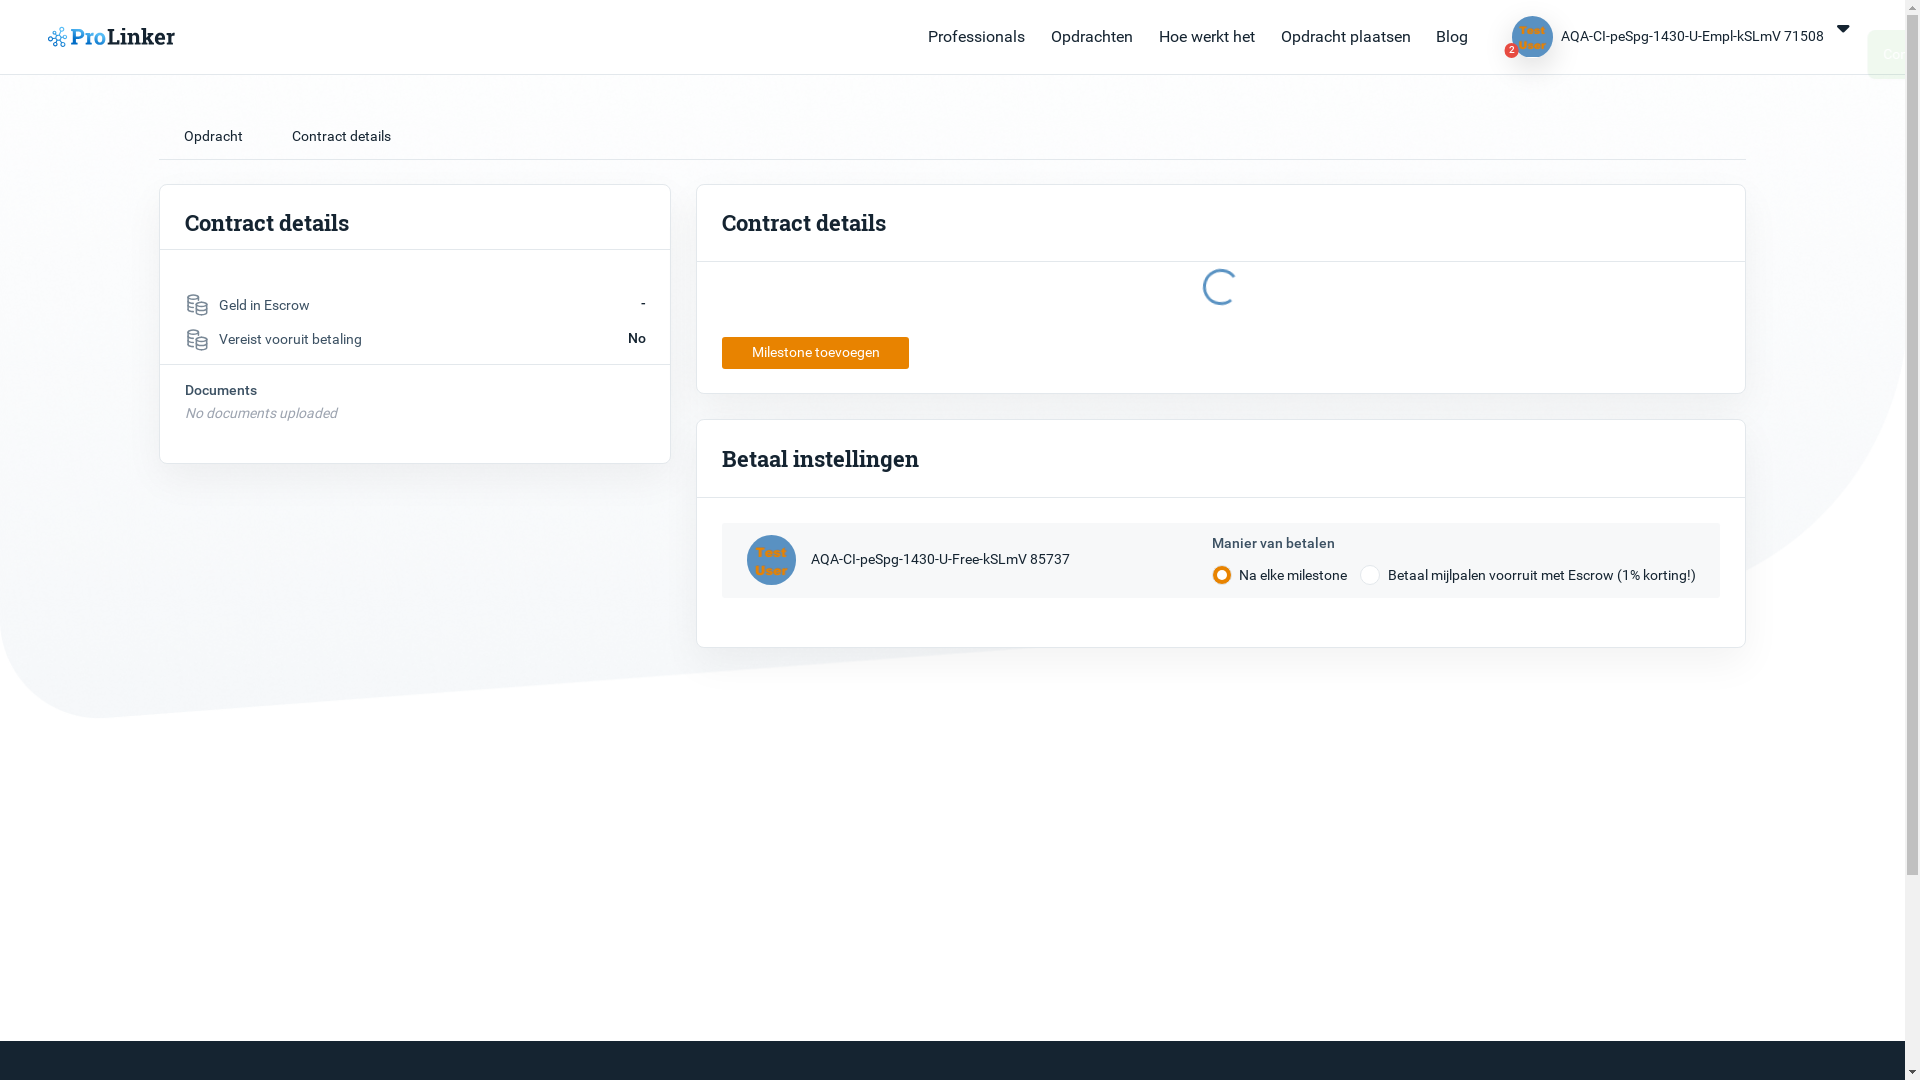 ProLinker
Professionals
Opdrachten
Hoe werkt het
Opdracht plaatsen
Blog
Test
User
2
AQA-CI-peSpg-1430-U-Empl-kSLmV 71508
Opdracht
Contract details
Contract details
Geld in Escrow
-
Vereist vooruit betaling
No
Documents
No documents uploaded
Contract details
Milestone toevoegen
Betaal instellingen
Test
User
AQA-CI-peSpg-1430-U-Free-kSLmV 85737
Manier van betalen
Na elke milestone
Betaal mijlpalen voorruit met Escrow (1% korting!)